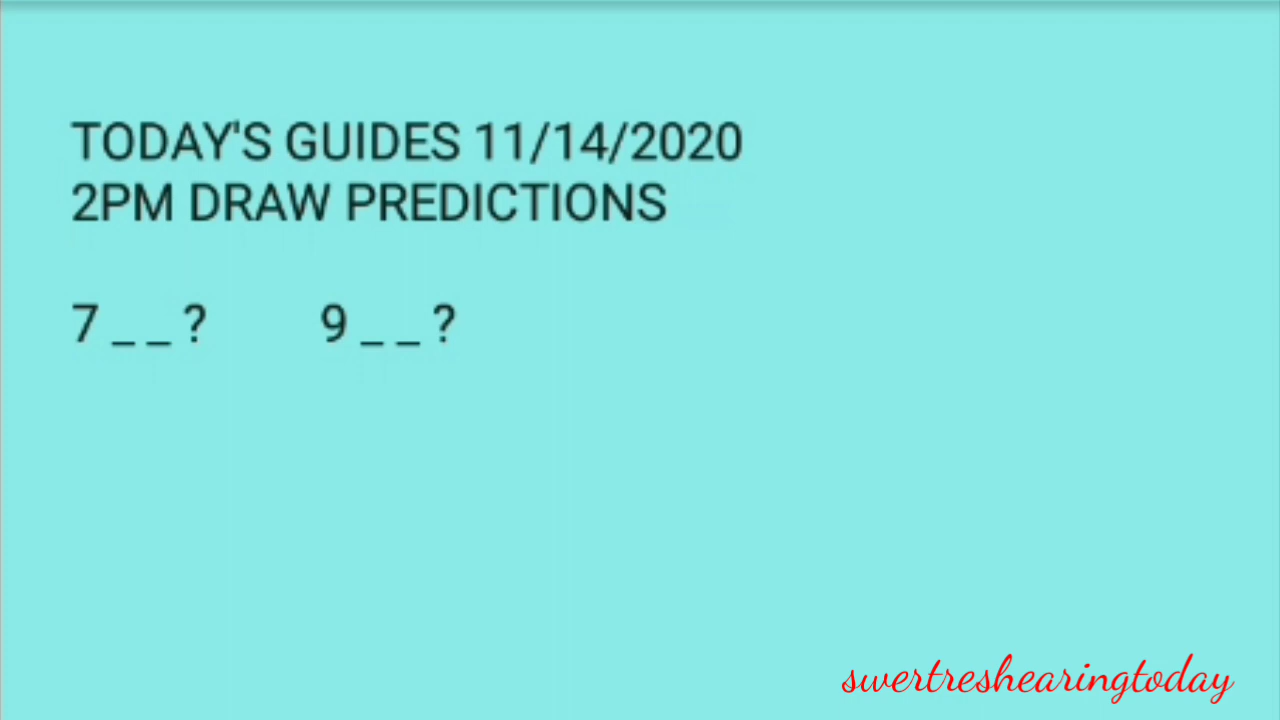 TODAY'S GUIDES 11/14/2020
2PM DRAW PREDICTIONS
7 _ _ ? 9 _ _ ?
swertreshearingtoday